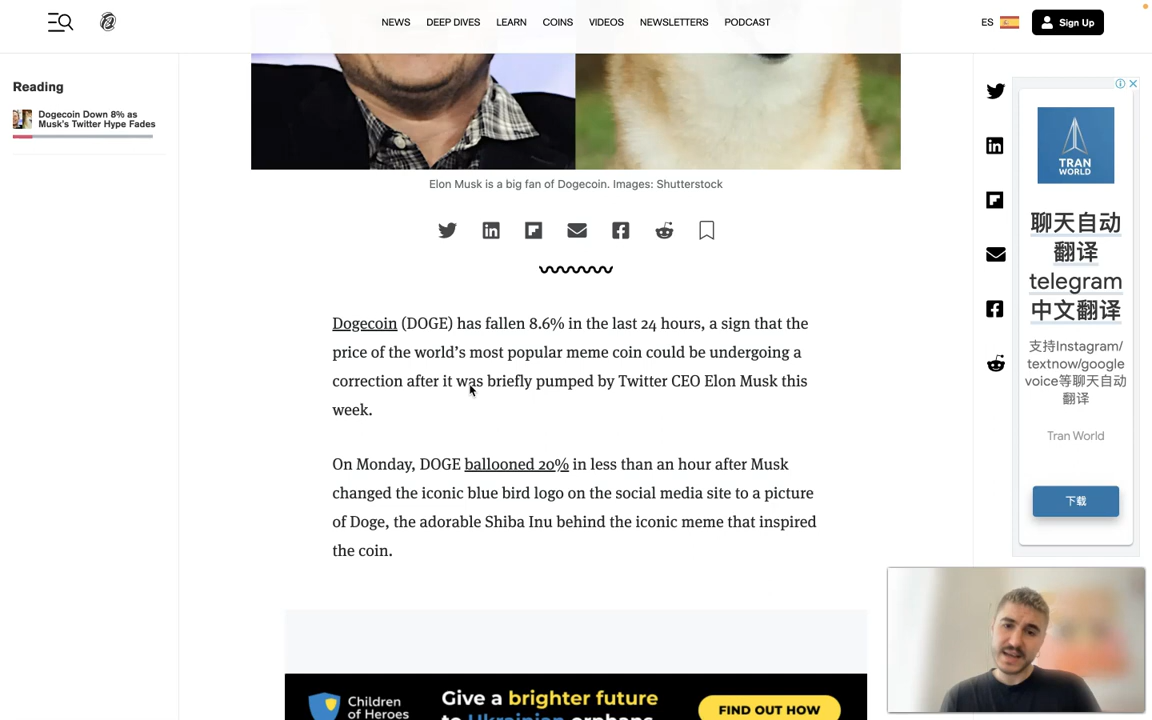 NEWS DEEP DIVES LEARN COINS VIDEOS NEWSLETTERS PODCAST
ES
Sign Up
Reading
Dogecoin Down 8% as
Musk's Twitter Hype Fades
Elon Musk is a big fan of Dogecoin. Images: Shutterstock
Dogecoin (DOGE) has fallen 8.6% in the last 24 hours, a sign that the
price of the world's most popular meme coin could be undergoing a
correction after it was briefly pumped by Twitter CEO Elon Musk this
week.
On Monday, DOGE ballooned 20% in less than an hour after Musk
changed the iconic blue bird logo on the social media site to a picture
of Doge, the adorable Shiba Inu behind the iconic meme that inspired
the coin.
Children
of Heroes
Give a brighter future
to Ukrainian orphans
FIND OUT HOW
TRAN
WORLD
聊天自动
翻译
telegram
中文翻译
支持Instagram/
textnow/google
voice等聊天自动
翻译
Tran World
下载